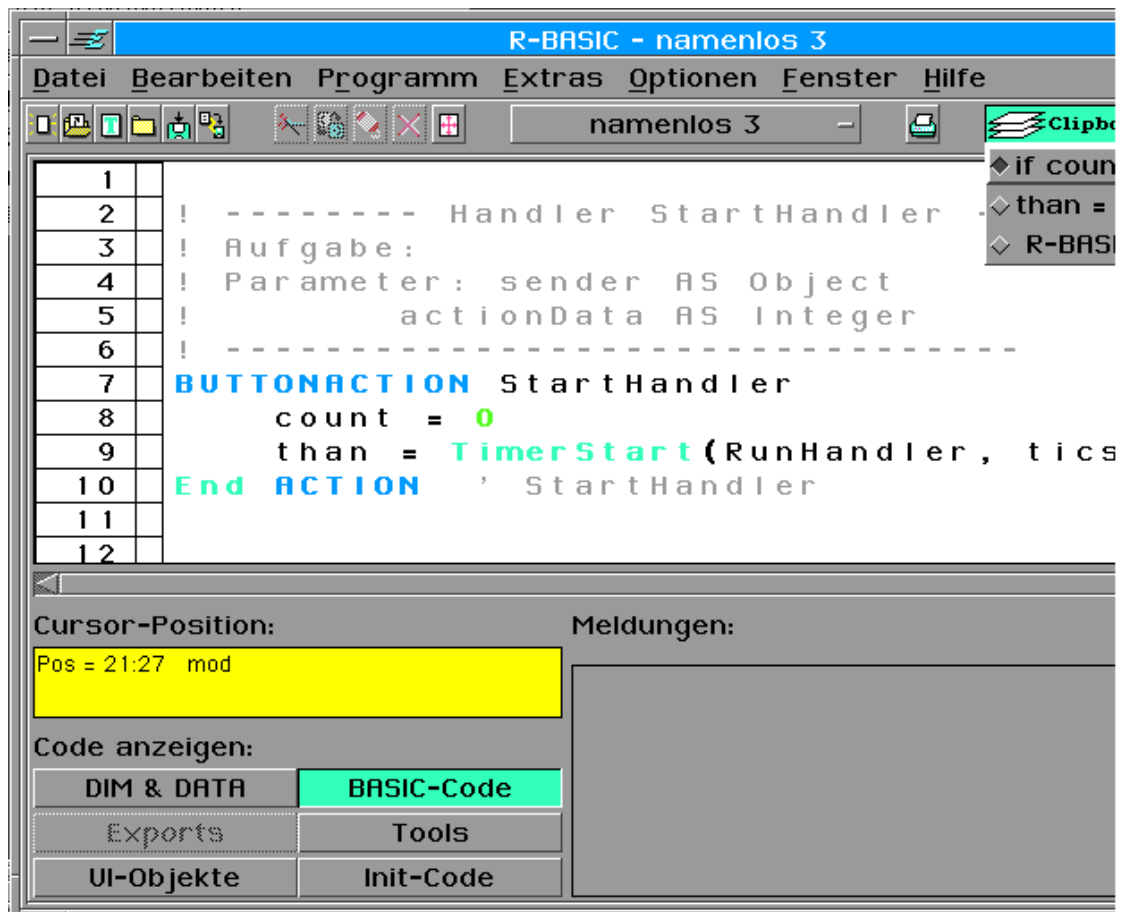 R-BASIC - namenlos 3
Datei Bearbeiten Programm Extras Optionen Fenster Hilfe
namenlos 3
if coun
than =
R-BASI
1
2 ! -------- Handler StartHandler -
3 ! Aufgabe:
4 ! Parameter: sender AS Object
5 ! actionData AS Integer
6 ! -------------------------------
7 BUTTONACTION StartHandler
8 count = 0
9 than = TimerStart(RunHandler, tics
10 End ACTION ' StartHandler
11
12
Cursor-Position: Meldungen:
Pos = 21:27 mod
Code anzeigen:
DIM & DATA BASIC-Code
Exports Tools
UI-Objekte Init-Code